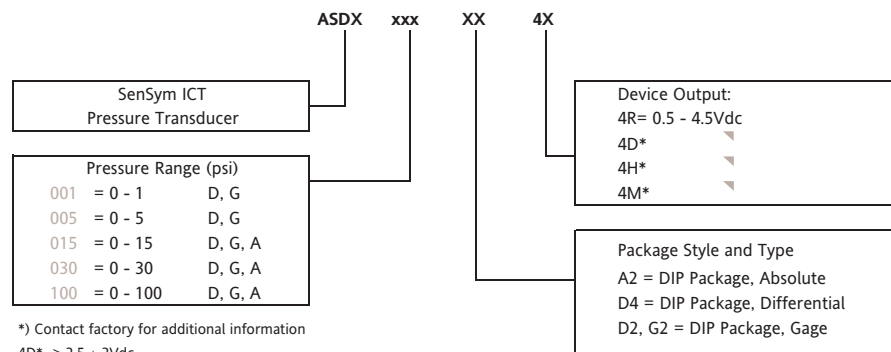 ASDX xxx XX 4X
SenSym ICT
Pressure Transducer
Pressure Range (psi)
001 = 0 - 1 D, G
005 = 0 - 5 D, G
015 = 0 - 15 D, G, A
030 = 0 - 30 D, G, A
100 = 0 - 100 D, G, A
*) Contact factory for additional information
Device Output:
4R= 0.5 - 4.5Vdc
4D*
4H*
4M*
Package Style and Type
A2 = DIP Package, Absolute
D4 = DIP Package, Differential
D2, G2 = DIP Package, Gage